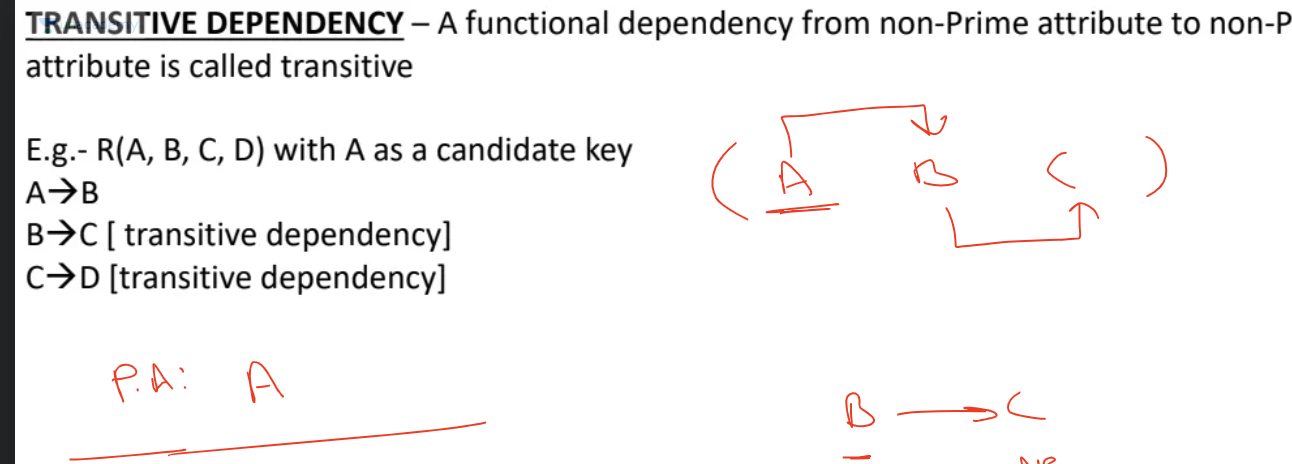 TRANSITIVE DEPENDENCY – A functional dependency from non-Prime attribute to non-P
attribute is called transitive
E.g.- R(A, B, C, D) with A as a candidate key
A→B
B→C [ transitive dependency]
C→D [transitive dependency]
( A B C )
P.A: A
B → C